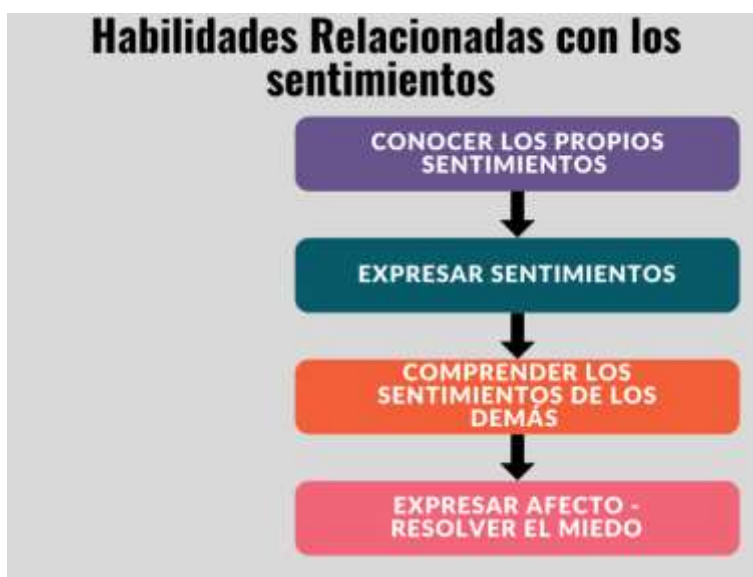 Habilidades Relacionadas con los
sentimientos
CONOCER LOS PROPIOS
SENTIMIENTOS
EXPRESAR SENTIMIENTOS
COMPRENDER LOS
SENTIMIENTOS DE LOS
DEMÁS
EXPRESAR AFECTO -
RESOLVER EL MIEDO